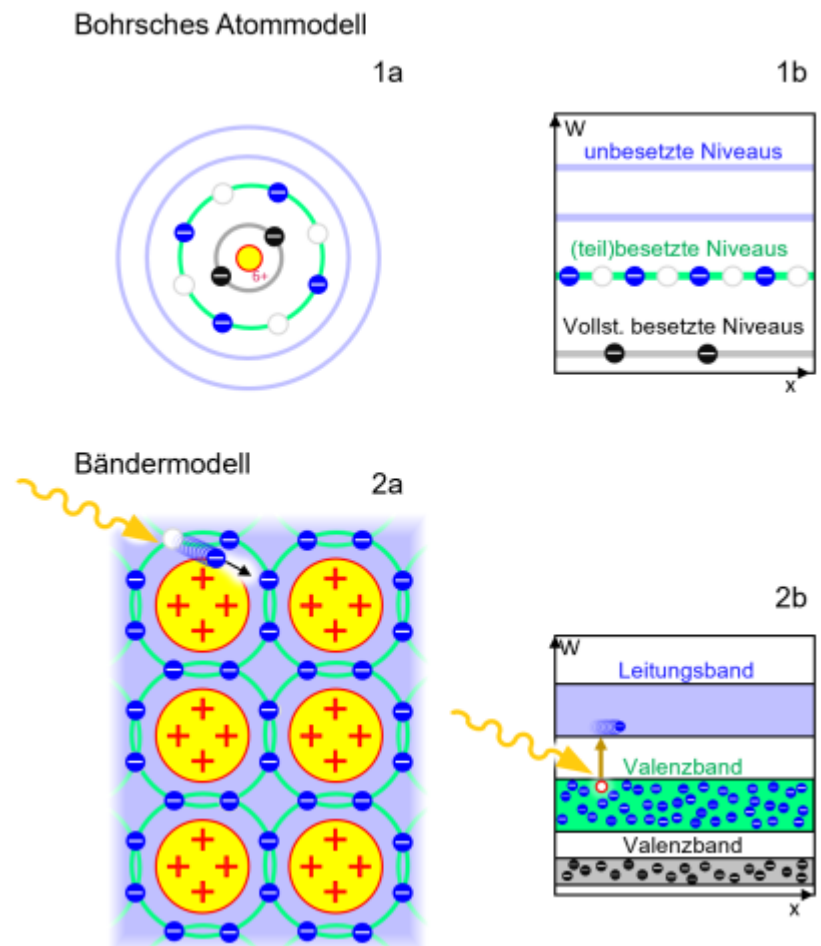 Bohrsches Atommodell
1a
1b
W
unbesetzte Niveaus
(teil)besetzte Niveaus
Vollst. besetzte Niveaus
x
6+
Bändermodell
2a
2b
W
Leitungsband
Valenzband
Valenzband
x